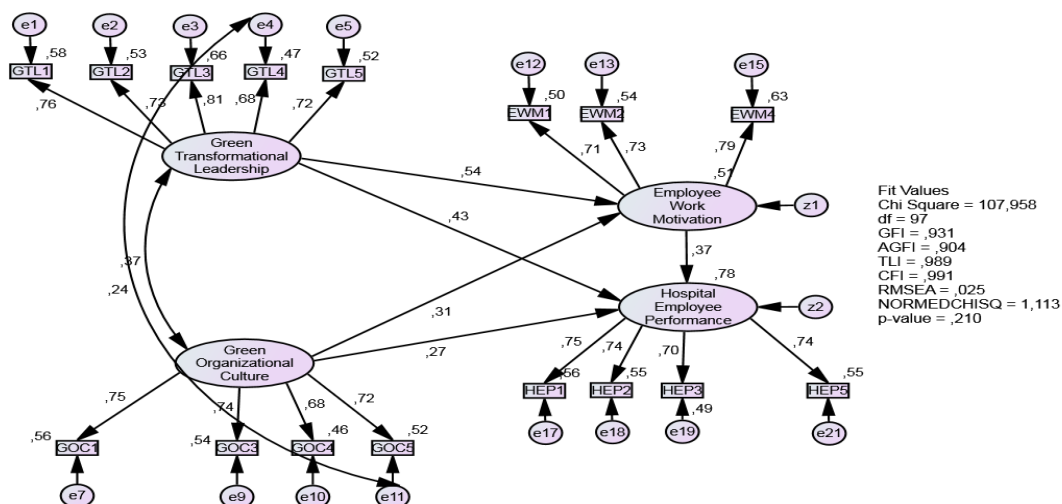 e1
e2
e3
e4
e5
,58
,53
,66
,47
,52
GTL1
GTL2
GTL3
GTL4
GTL5
,76
,73
,81
,68
,72
Green
Transformational
Leadership
e12
e13
e15
,50
,54
,63
EWM1
EWM2
EWM4
,71
,73
,79
,51
Employee
Work
Motivation
z1
,54
,43
,37
,24
,31
,27
,37
,78
Hospital
Employee
Performance
z2
Green
Organizational
Culture
,75
,74
,68
,72
,56
,54
,46
,52
GOC1
GOC3
GOC4
GOC5
e7
e9
e10
e11
,75
,74
,70
,74
,56
,55
,49
,55
HEP1
HEP2
HEP3
HEP5
e17
e18
e19
e21
Fit Values
Chi Square = 107,958
df = 97
GFI = ,931
AGFI = ,904
TLI = ,989
CFI = ,991
RMSEA = ,025
NORMEDCHISQ = 1,113
p-value = ,210